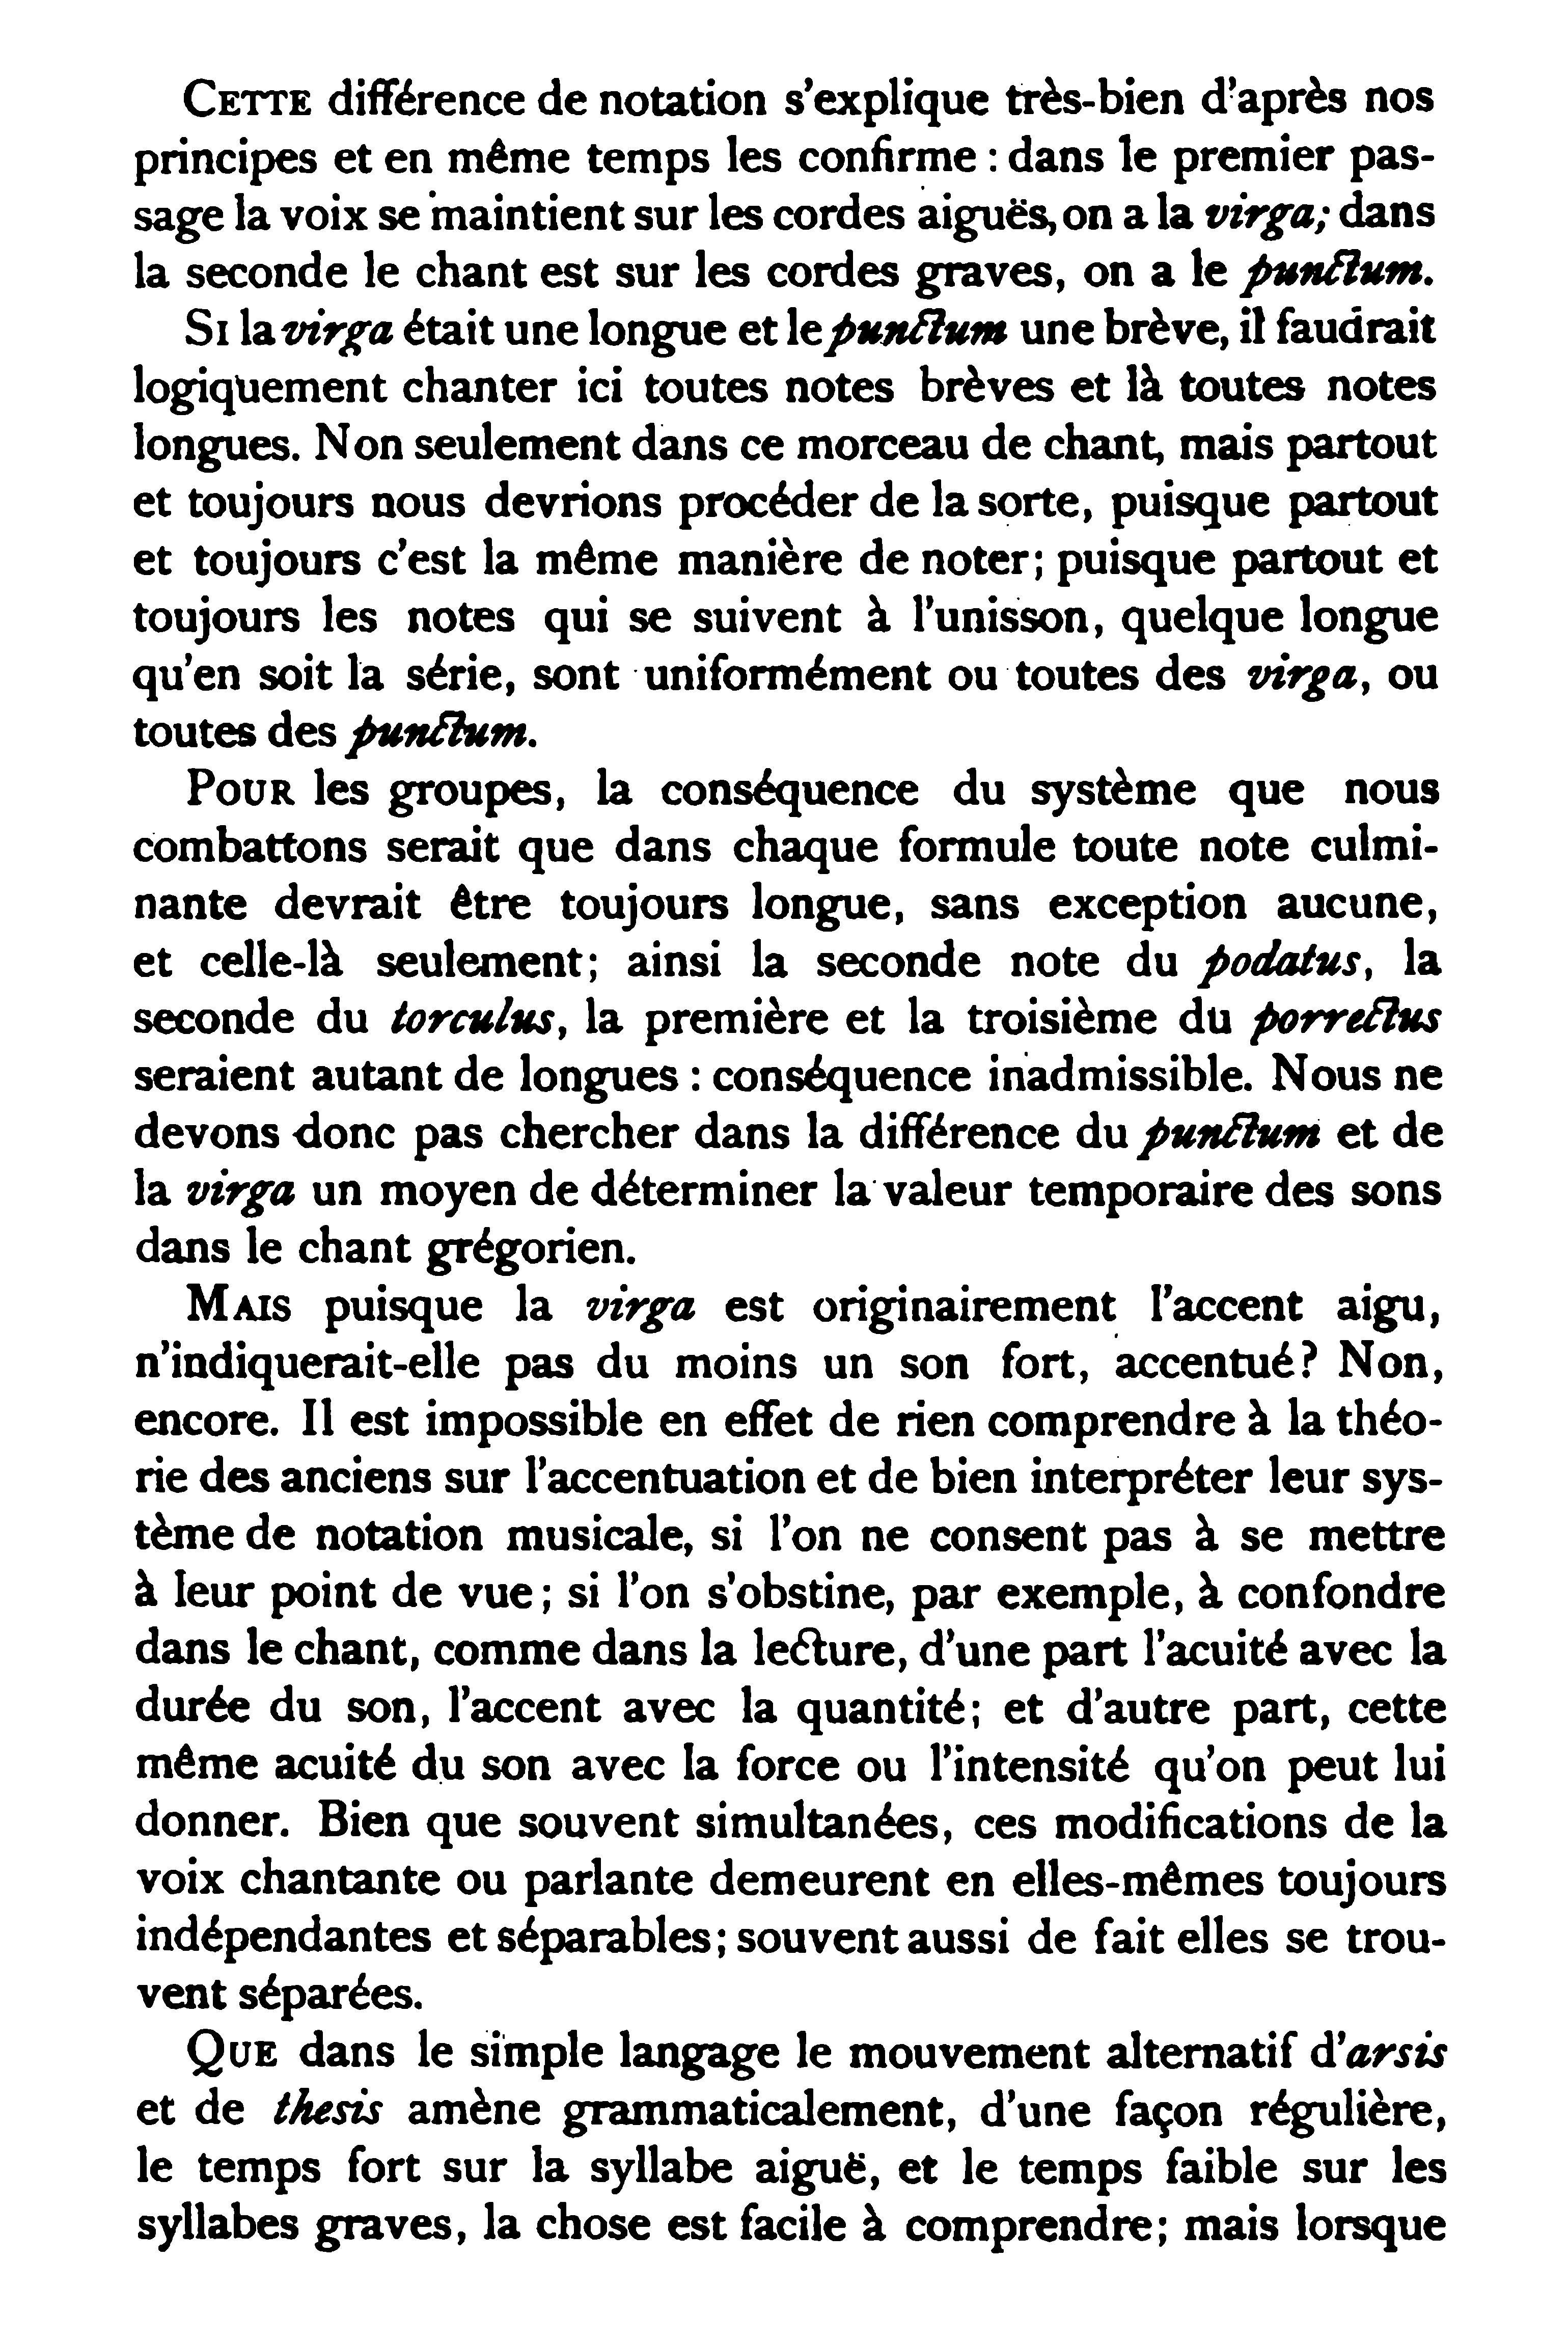 CETTE différence de notation s'explique très-bien d'après nos
principes et en même temps les confirme : dans le premier pas-
sage la voix se maintient sur les cordes aiguës, on a la virga; dans
la seconde le chant est sur les cordes graves, on a le punctum.
SI la virga était une longue et le punctum une brève, il faudrait
logiquement chanter ici toutes notes brèves et là toutes notes
longues. Non seulement dans ce morceau de chant, mais partout
et toujours nous devrions procéder de la sorte, puisque partout
et toujours c'est la même manière de noter; puisque partout et
toujours les notes qui se suivent à l'unisson, quelque longue
qu'en soit la série, sont uniformément ou toutes des virga, ou
toutes des punctum.
POUR les groupes, la conséquence du système que nous
combattons serait que dans chaque formule toute note culmi-
nante devrait être toujours longue, sans exception aucune,
et celle-là seulement; ainsi la seconde note du podatus, la
seconde du torculus, la première et la troisième du porrectus
seraient autant de longues : conséquence inadmissible. Nous ne
devons donc pas chercher dans la différence du punctum et de
la virga un moyen de déterminer la valeur temporaire des sons
dans le chant grégorien.
MAIS puisque la virga est originairement l'accent aigu,
n'indiquerait-elle pas du moins un son fort, accentué? Non,
encore. Il est impossible en effet de rien comprendre à la théo-
rie des anciens sur l'accentuation et de bien interpréter leur sys-
tème de notation musicale, si l'on ne consent pas à se mettre
à leur point de vue; si l'on s'obstine, par exemple, à confondre
dans le chant, comme dans la lecture, d'une part l'acuité avec la
durée du son, l'accent avec la quantité; et d'autre part, cette
même acuité du son avec la force ou l'intensité qu'on peut lui
donner. Bien que souvent simultanées, ces modifications de la
voix chantante ou parlante demeurent en elles-mêmes toujours
indépendantes et séparables; souvent aussi de fait elles se trou-
vent séparées.
QUE dans le simple langage le mouvement alternatif d'arsis
et de thesis amène grammaticalement, d'une façon régulière,
le temps fort sur la syllabe aiguë, et le temps faible sur les
syllabes graves, la chose est facile à comprendre; mais lorsque